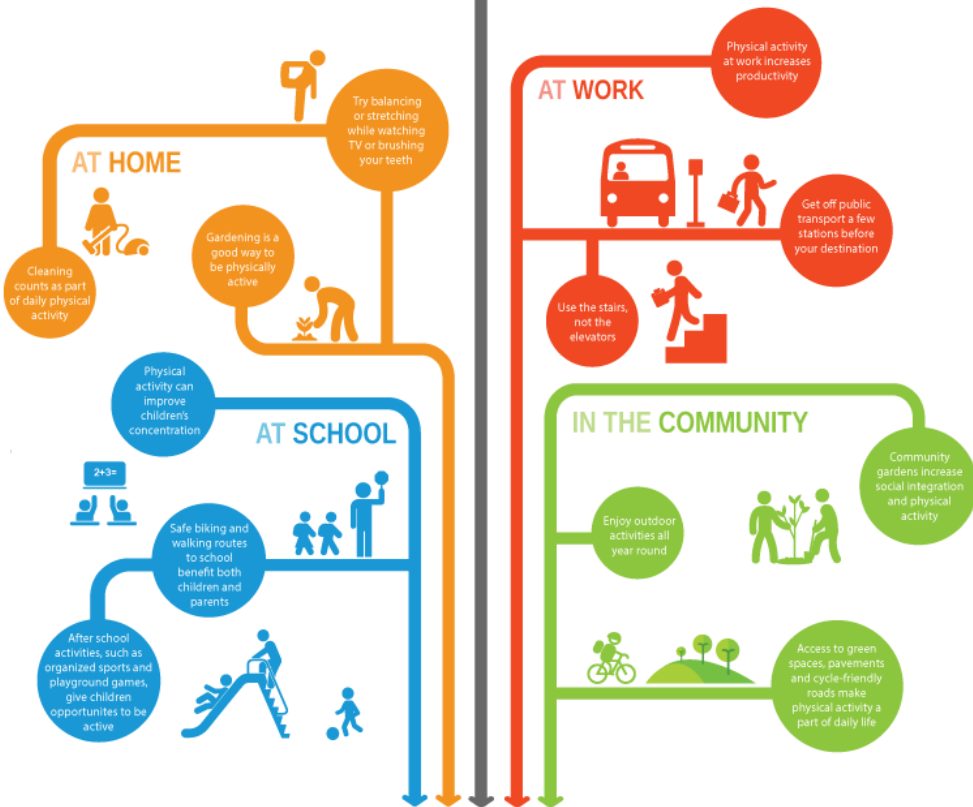 AT HOME
Try balancing
or stretching
while watching
TV or brushing
your teeth
Cleaning
counts as part
of daily physical
activity
Gardening is a
good way to
be physically
active
AT SCHOOL
Physical
activity can
improve
children's
concentration
2+3=
Safe biking and
walking routes
to school
benefit both
children and
parents
After school
activities, such as
organized sports and
playground games,
give children
opportunites to be
active
AT WORK
Physical activity
at work increases
productivity
Get off public
transport a few
stations before
your destination
Use the stairs,
not the
elevators
IN THE COMMUNITY
Community
gardens increase
social integration
and physical
activity
Enjoy outdoor
activities all
year round
Access to green
spaces, pavements
and cycle-friendly
roads make
physical activity a
part of daily life